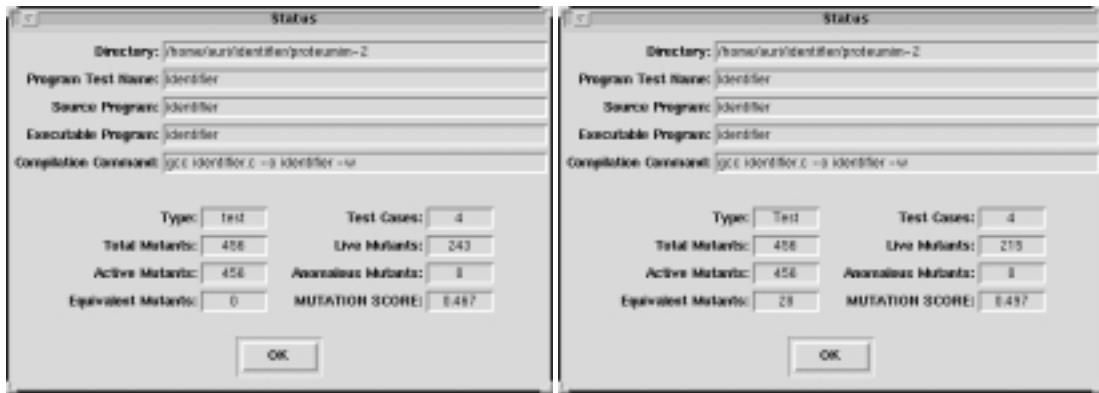 Status
Directory: /home/auri/identifier/proteumim-2
Program Test Name: identifier
Source Program: identifier
Executable Program: identifier
Compilation Command: gcc identifier.c -o identifier -w
Type: test Test Cases: 4
Total Mutants: 456 Live Mutants: 243
Active Mutants: 456 Anomalous Mutants: 0
Equivalent Mutants: 0 MUTATION SCORE: 0.467
OK
Status
Directory: /home/auri/identifier/proteumim-2
Program Test Name: identifier
Source Program: identifier
Executable Program: identifier
Compilation Command: gcc identifier.c -o identifier -w
Type: Test Test Cases: 4
Total Mutants: 456 Live Mutants: 215
Active Mutants: 456 Anomalous Mutants: 0
Equivalent Mutants: 28 MUTATION SCORE: 0.497
OK